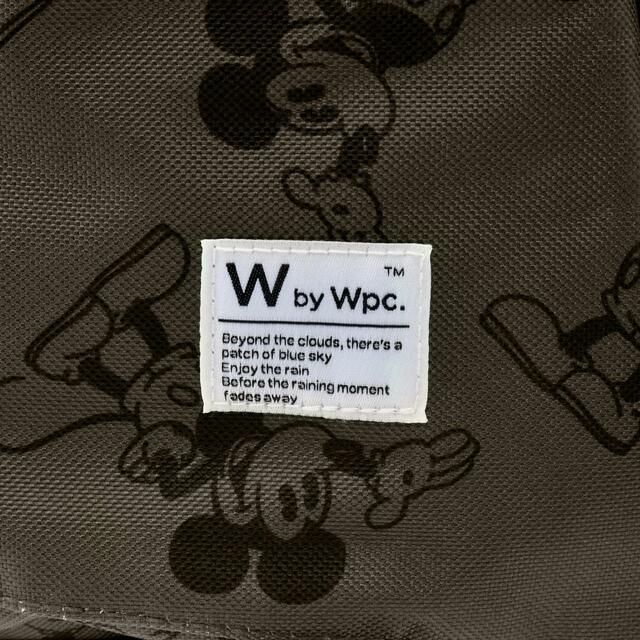 W by Wpc.™
Beyond the clouds, there's a
patch of blue sky
Enjoy the rain
Before the raining moment
fades away